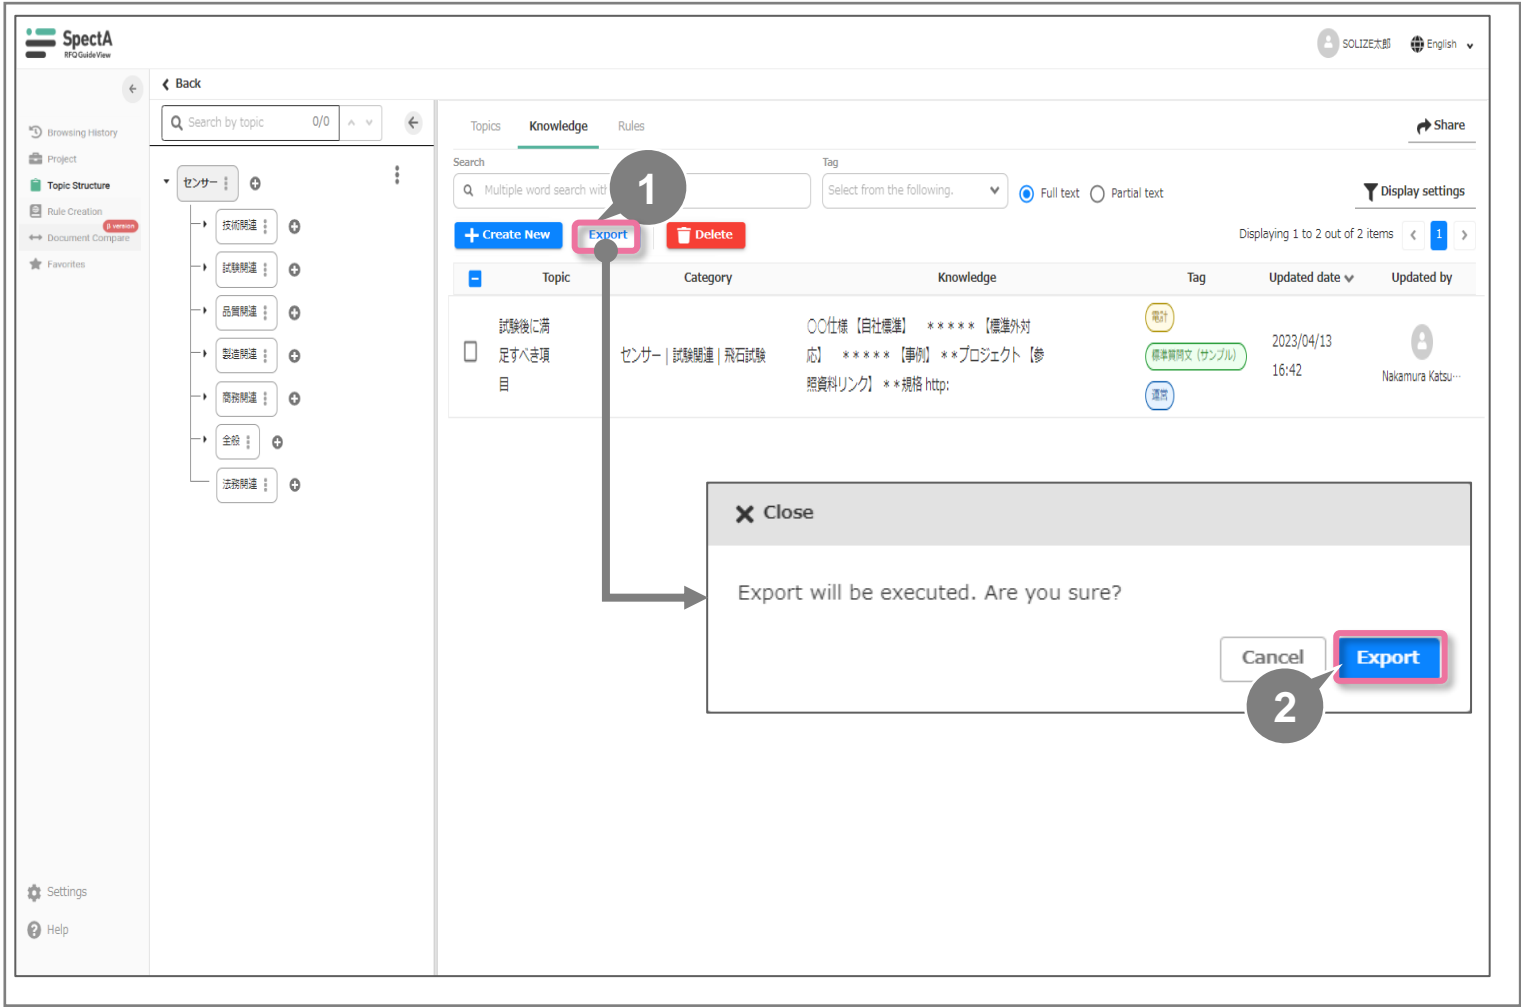 SpectA
RFQ GuideView
SOLIZE太郎
English
Back
Search by topic 0/0
Browsing History
Project
Topic Structure
Rule Creation
β version
Document Compare
Favorites
Settings
Help
センサー
技術関連
試験関連
品質関連
製造関連
商務関連
全般
法務関連
Topics Knowledge Rules
Share
Search
Multiple word search with
Tag
Select from the following.
Full text Partial text
Display settings
1
Create New Export Delete
Displaying 1 to 2 out of 2 items 1
Topic Category Knowledge Tag Updated date Updated by
試験後に満
足すべき項
目
センサー | 試験関連 | 飛石試験
〇〇仕様 【自社標準】 ***** 【標準外対
応】 ***** 【事例】 **プロジェクト 【参
照資料リンク】 **規格 http:
電計
標準質問文 (サンプル)
運営
2023/04/13
16:42
Nakamura Katsu…
Close
Export will be executed. Are you sure?
Cancel Export
2